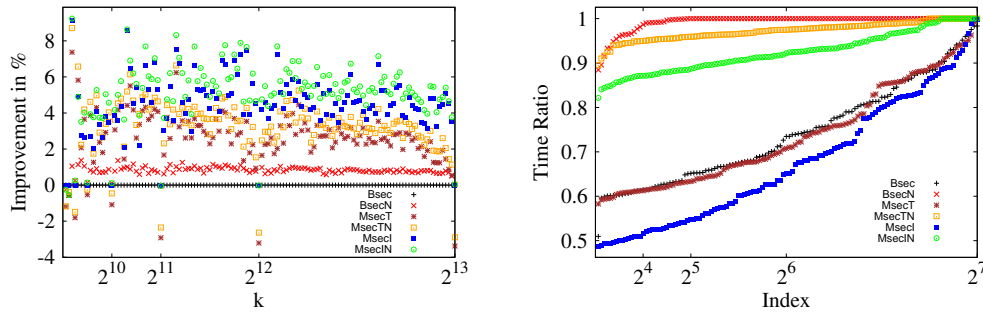 Improvement in %
8
6
4
2
0
-2
-4
2^10
2^11
2^12
2^13
k
Bsec
BsecN
MsecT
MsecTN
MsecI
MsecIN
Time Ratio
1
0.9
0.8
0.7
0.6
0.5
2^4
2^5
2^6
2^7
Index
Bsec
BsecN
MsecT
MsecTN
MsecI
MsecIN